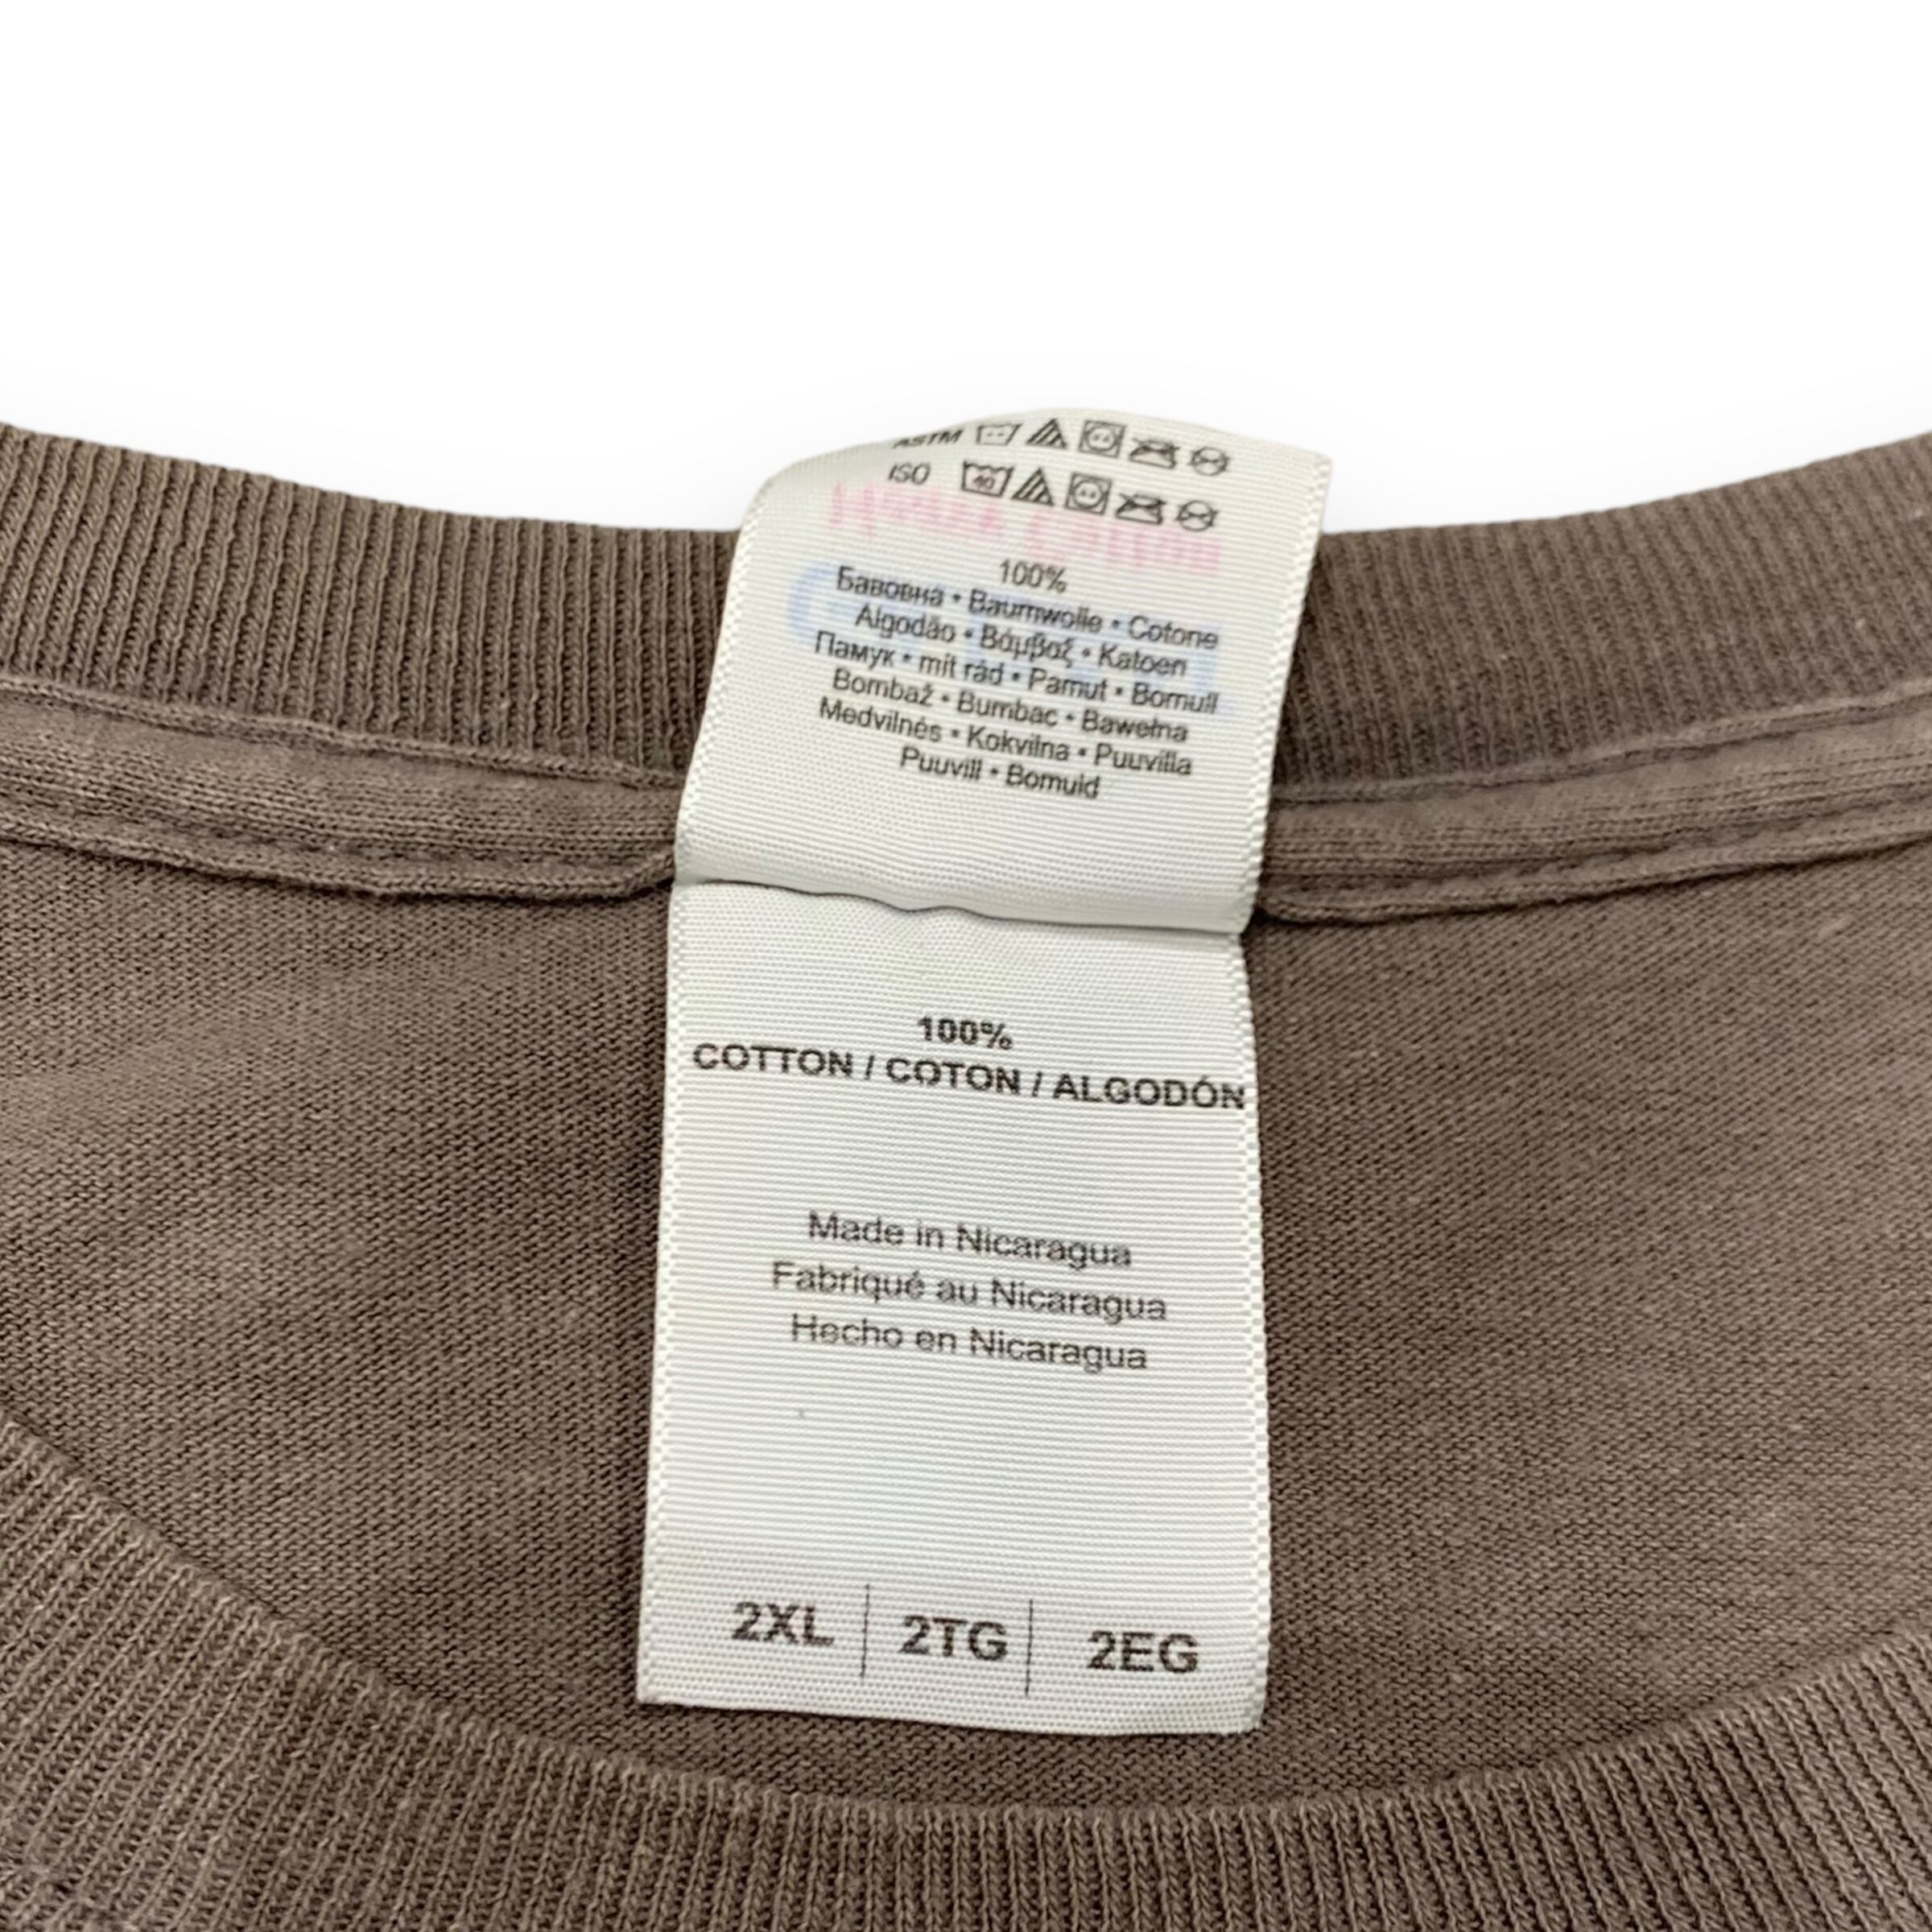 ASTM
ISO 40
100%
Бавовна • Baumwolle • Cotone
Algodão • Βάμβαξ • Katoen
Памук • mit rád • Pamut • Bomull
Bombaž • Bumbac • Bawełna
Medvilnės • Kokvilna • Puuvilla
Puuvill • Bomuld
100%
COTTON / COTON / ALGODÓN
Made in Nicaragua
Fabriqué au Nicaragua
Hecho en Nicaragua
2XL | 2TG | 2EG